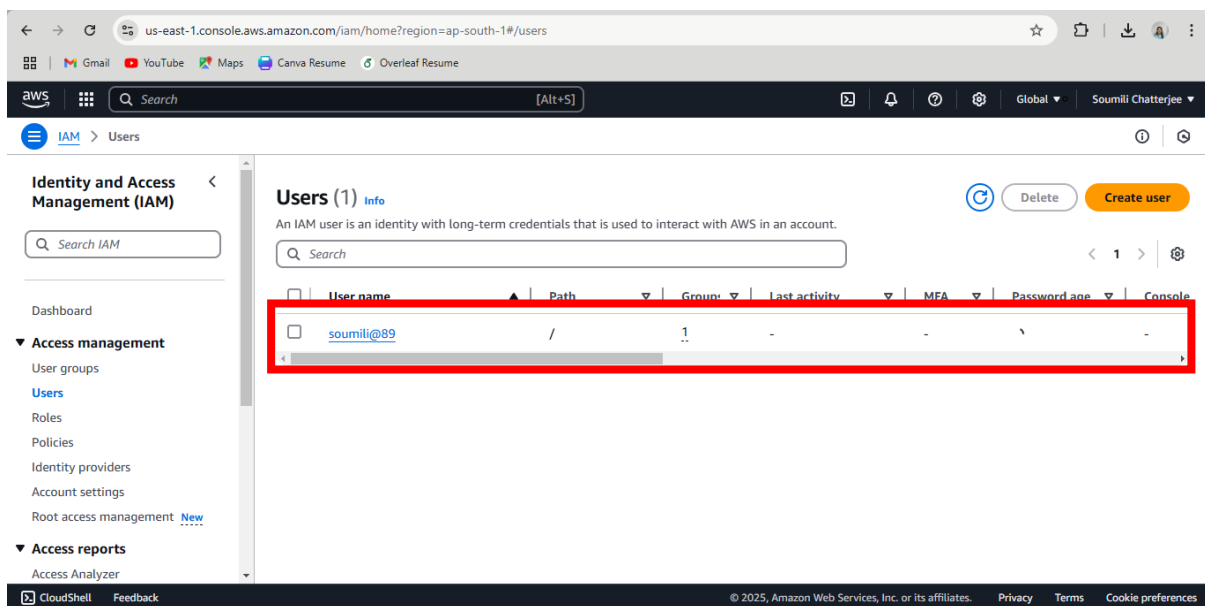 us-east-1.console.aws.amazon.com/iam/home?region=ap-south-1#/users
Gmail YouTube Maps Canva Resume Overleaf Resume
aws Search [Alt+S] Global Soumili Chatterjee
IAM > Users
Identity and Access
Management (IAM)
Search IAM
Dashboard
Access management
User groups
Users
Roles
Policies
Identity providers
Account settings
Root access management New
Access reports
Access Analyzer
Users (1) Info
Delete Create user
An IAM user is an identity with long-term credentials that is used to interact with AWS in an account.
Search
< 1 >
User name Path Group: Last activity MFA Password age Console
soumili@89 / 1 - - -
CloudShell Feedback © 2025, Amazon Web Services, Inc. or its affiliates. Privacy Terms Cookie preferences